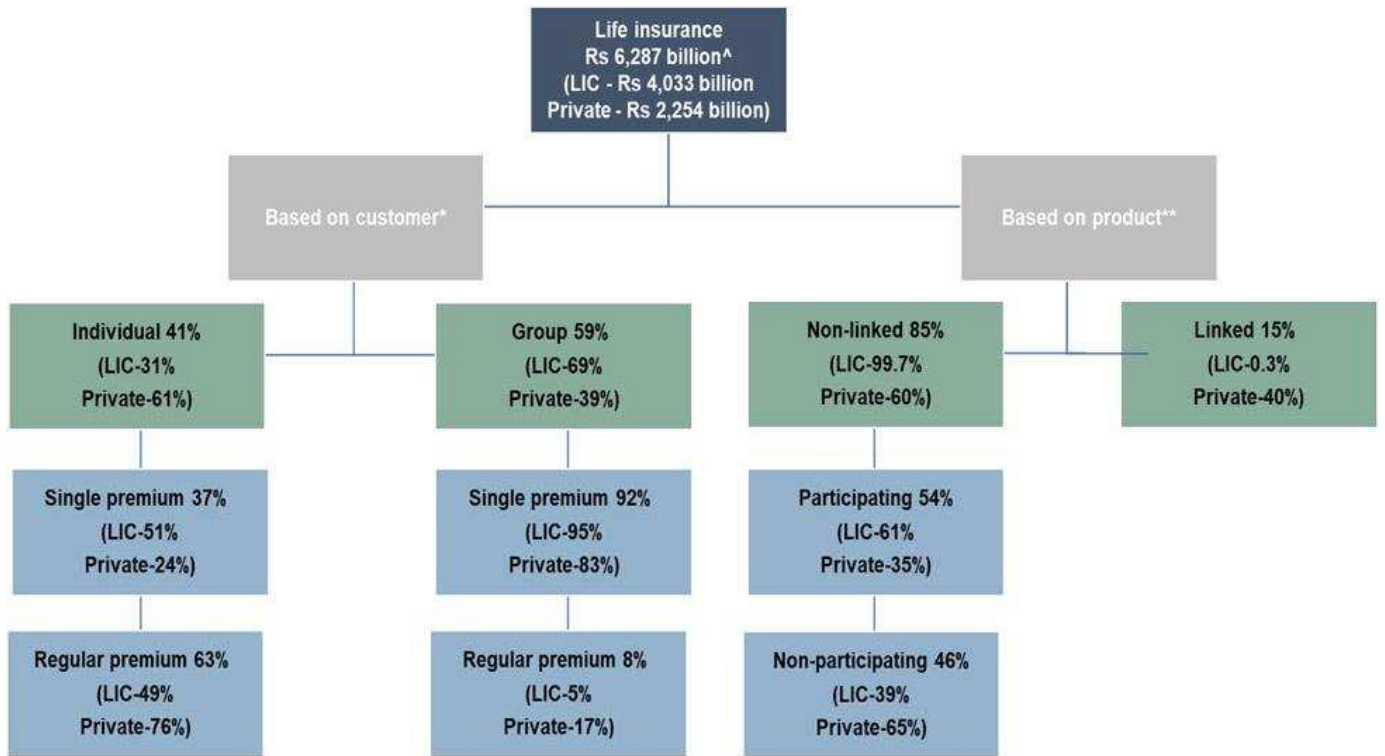 Life insurance
Rs 6,287 billion^
(LIC - Rs 4,033 billion
Private - Rs 2,254 billion)
Based on customer*
Based on product**
Individual 41%
(LIC-31%
Private-61%)
Group 59%
(LIC-69%
Private-39%)
Non-linked 85%
(LIC-99.7%
Private-60%)
Linked 15%
(LIC-0.3%
Private-40%)
Single premium 37%
(LIC-51%
Private-24%)
Single premium 92%
(LIC-95%
Private-83%)
Participating 54%
(LIC-61%
Private-35%)
Regular premium 63%
(LIC-49%
Private-76%)
Regular premium 8%
(LIC-5%
Private-17%)
Non-participating 46%
(LIC-39%
Private-65%)